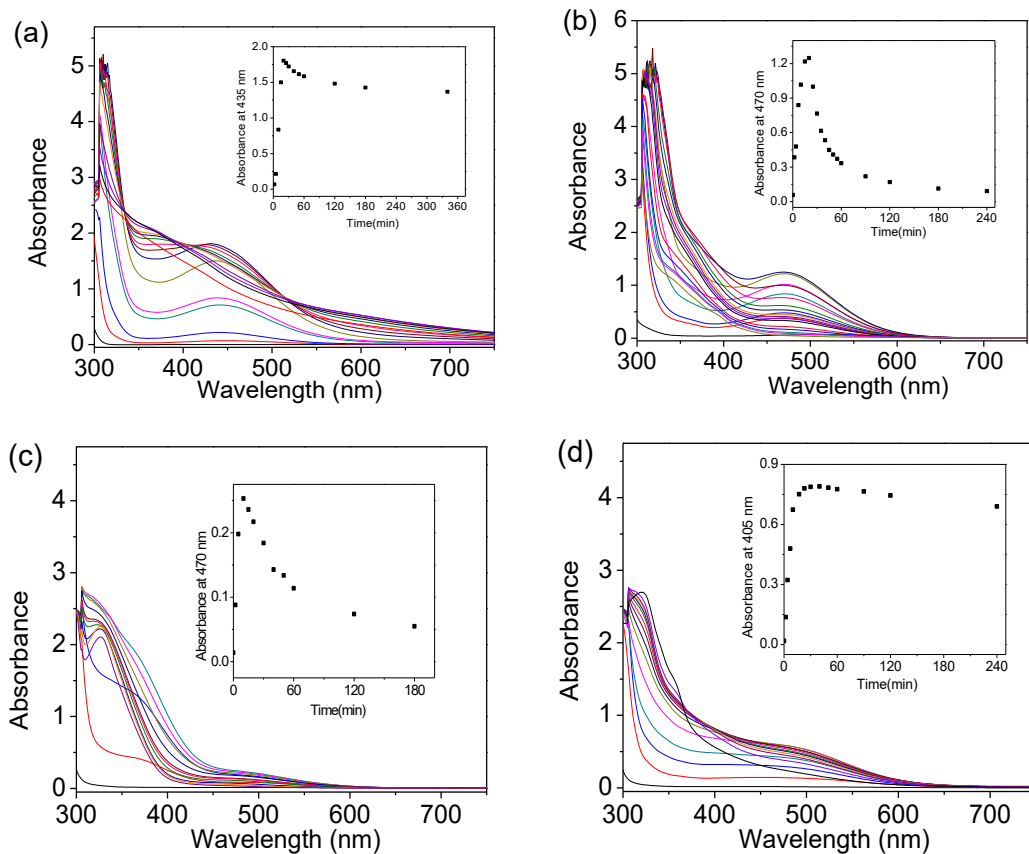 (a)
Absorbance
5
4
3
2
1
0
300 400 500 600 700
Wavelength (nm)
Absorbance at 435 nm
2.0
1.5
1.0
0.5
0.0
0 60 120 180 240 300 360
Time(min)
(b)
Absorbance
6
5
4
3
2
1
0
300 400 500 600 700
Wavelength (nm)
Absorbance at 470 nm
1.2
0.9
0.6
0.3
0.0
0 60 120 180 240
Time(min)
(c)
Absorbance
4
3
2
1
0
300 400 500 600 700
Wavelength (nm)
Absorbance at 470 nm
0.2
0.1
0.0
0 60 120 180
Time(min)
(d)
Absorbance
4
3
2
1
0
300 400 500 600 700
Wavelength (nm)
Absorbance at 405 nm
0.9
0.6
0.3
0.0
0 60 120 180 240
Time(min)